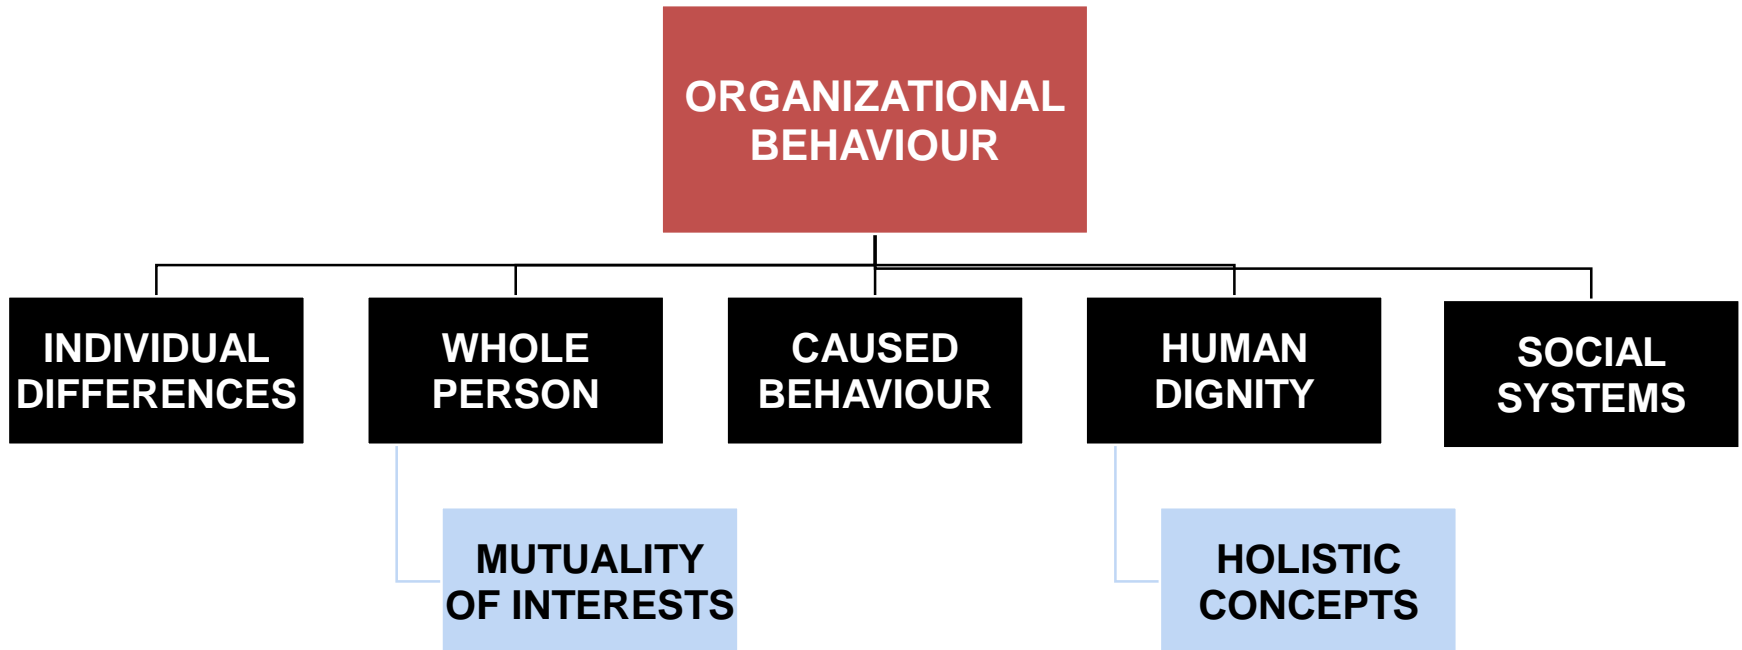 ORGANIZATIONAL
BEHAVIOUR
INDIVIDUAL
DIFFERENCES
WHOLE
PERSON
CAUSED
BEHAVIOUR
HUMAN
DIGNITY
SOCIAL
SYSTEMS
MUTUALITY
OF INTERESTS
HOLISTIC
CONCEPTS